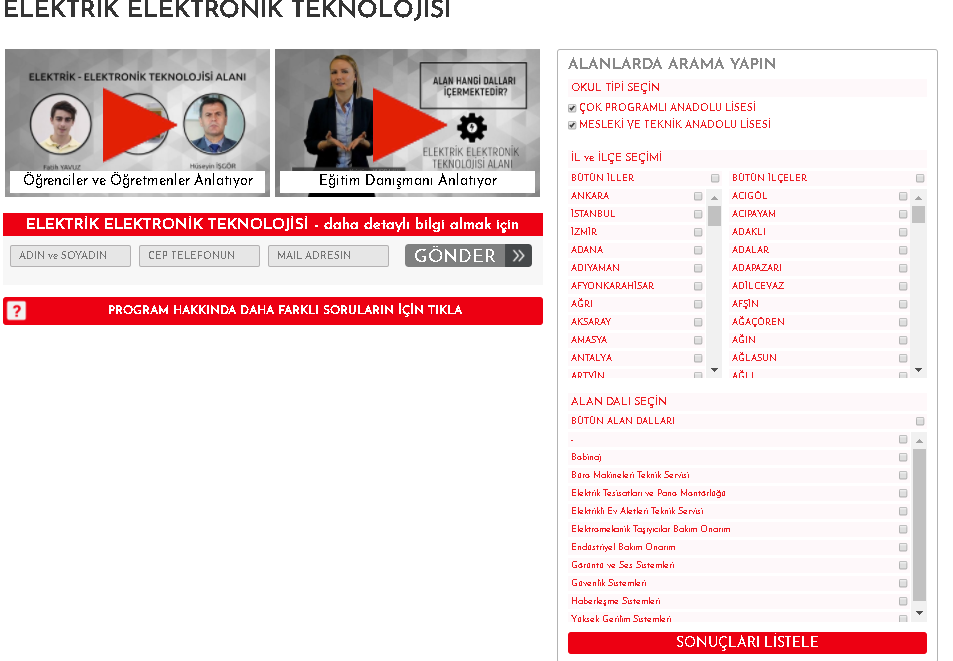 ELEKTRİK ELEKTRONİK TEKNOLOJİSİ
ELEKTRİK - ELEKTRONİK TEKNOLOJİSİ ALANI
Fatih YAVUZ
Hüseyin İŞGÖR
Öğrenciler ve Öğretmenler Anlatıyor
ALAN HANGİ DALLARI
İÇERMEKTEDİR?
ELEKTRİK ELEKTRONİK
TEKNOLOJİSİ ALANI
Eğitim Danışmanı Anlatıyor
ELEKTRİK ELEKTRONİK TEKNOLOJİSİ - daha detaylı bilgi almak için
ADIN ve SOYADIN
CEP TELEFONUN
MAIL ADRESIN
GÖNDER
PROGRAM HAKKINDA DAHA FARKLI SORULARIN İÇİN TIKLA
ALANLARDA ARAMA YAPIN
OKUL TİPİ SEÇİN
ÇOK PROGRAMLI ANADOLU LİSESİ
MESLEKİ VE TEKNİK ANADOLU LİSESİ
İL ve İLÇE SEÇİMİ
BÜTÜN İLLER
ANKARA
İSTANBUL
İZMİR
ADANA
ADIYAMAN
AFYONKARAHİSAR
AĞRI
AKSARAY
AMASYA
ANTALYA
ARTVİN
BÜTÜN İLÇELER
ACIGÖL
ACIPAYAM
ADAKLI
ADALAR
ADAPAZARI
ADİLCEVAZ
AFŞİN
AĞAÇÖREN
AĞIN
AĞLASUN
AĞLI
ALAN DALI SEÇİN
BÜTÜN ALAN DALLARI
-
Bobinaj
Büro Makineleri Teknik Servisi
Elektrik Tesisatları ve Pano Montörlüğü
Elektrikli Ev Aletleri Teknik Servisi
Elektromekanik Taşıyıcılar Bakım Onarım
Endüstriyel Bakım Onarım
Görüntü ve Ses Sistemleri
Güvenlik Sistemleri
Haberleşme Sistemleri
Yüksek Gerilim Sistemleri
SONUÇLARI LİSTELE